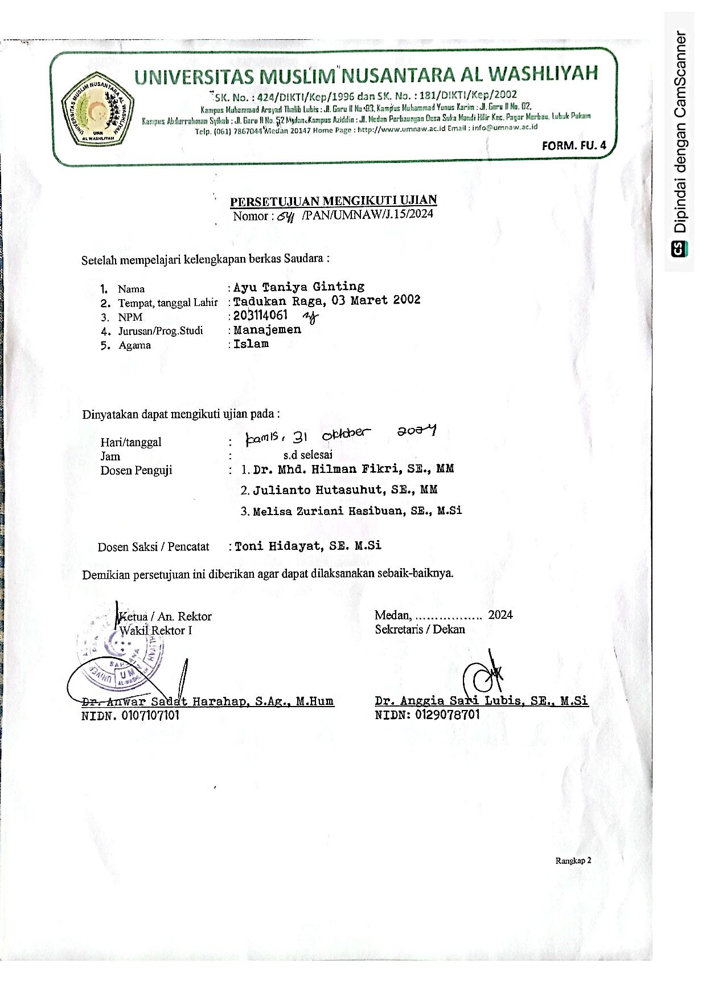 UNIVERSITAS MUSLIM NUSANTARA AL WASHLIYAH
SK. No. : 424/DIKTI/Kep/1996 dan SK. No. : 181/DIKTI/Kep/2002
Kampus Muhammad Arsyad Thalib Lubis : Jl. Garu II No 93, Kampus Muhammad Yunus Karim : Jl. Garu II No. 02,
Kampus Abdurrahman Syihab : Jl. Garu II No. 52 Medan, Kampus Aziddin : Jl. Medan Perbaungan Desa Suka Mandi Hilir Kec. Pagar Merbau, Lubuk Pakam
Telp. (061) 7867044 Medan 20147 Home Page : http://www.umnaw.ac.id Email : info@umnaw.ac.id
FORM. FU. 4
UNIVERSITAS MUSLIM NUSANTARA AL WASHLIYAH
UMN
AL WASHLIYAH
PERSETUJUAN MENGIKUTI UJIAN
Nomor : /PAN/UMNAW/J.15/2024
Setelah mempelajari kelengkapan berkas Saudara :
1. Nama : Ayu Taniya Ginting
2. Tempat, tanggal Lahir : Tadukan Raga, 03 Maret 2002
3. NPM : 203114061
4. Jurusan/Prog.Studi : Manajemen
5. Agama : Islam
Dinyatakan dapat mengikuti ujian pada :
Hari/tanggal : kamis, 31 oktober 2024
Jam : s.d selesai
Dosen Penguji : 1. Dr. Mhd. Hilman Fikri, SE., MM
2. Julianto Hutasuhut, SE., MM
3. Melisa Zuriani Hasibuan, SE., M.Si
Dosen Saksi / Pencatat : Toni Hidayat, SE. M.Si
Demikian persetujuan ini diberikan agar dapat dilaksanakan sebaik-baiknya.
Ketua / An. Rektor
Wakil Rektor I
UMN
AL-WASHLIYAH
Dr. Anwar Sadat Harahap, S.Ag., M.Hum
NIDN. 0107107101
Medan, ................. 2024
Sekretaris / Dekan
Dr. Anggia Sari Lubis, SE., M.Si
NIDN: 0129078701
Rangkap 2
CS Dipindai dengan CamScanner